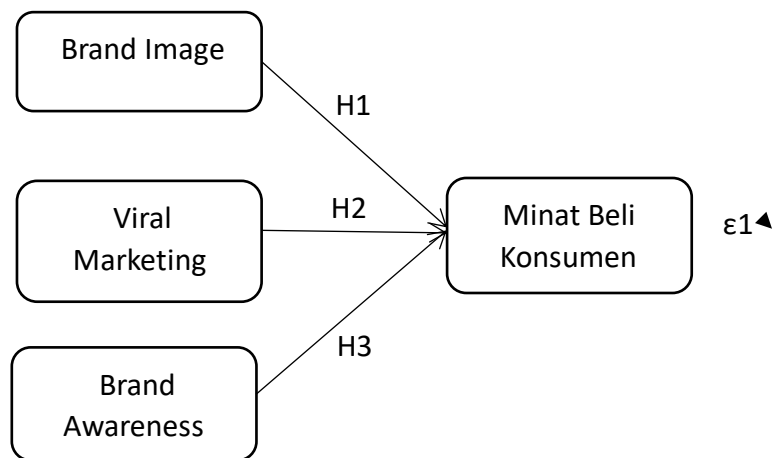 Brand Image
H1
Viral
Marketing
H2
Minat Beli
Konsumen
ε1
H3
Brand
Awareness